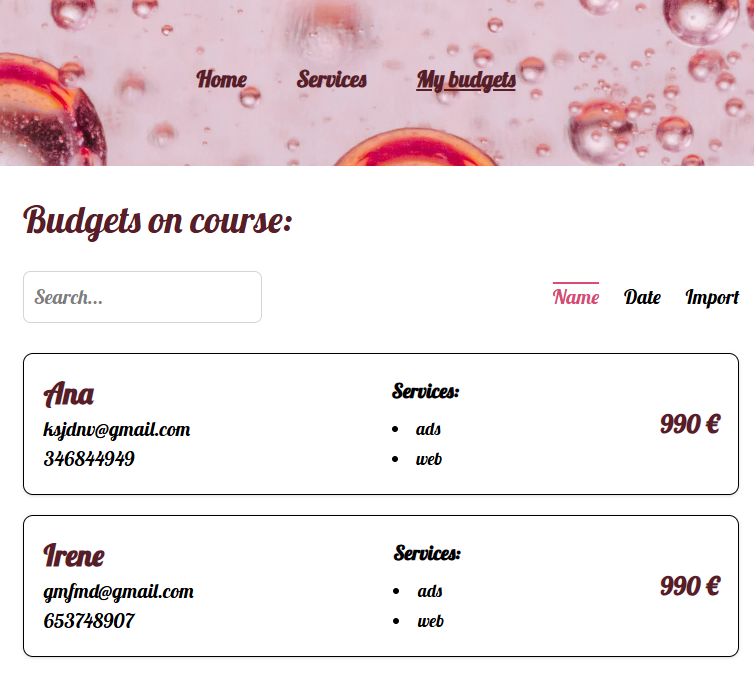 Home Services My budgets
Budgets on course:
Search...
Name Date Import
Ana
ksjdnv@gmail.com
346844949
Services:
ads
web
990 €
Irene
gmfmd@gmail.com
653748907
Services:
ads
web
990 €